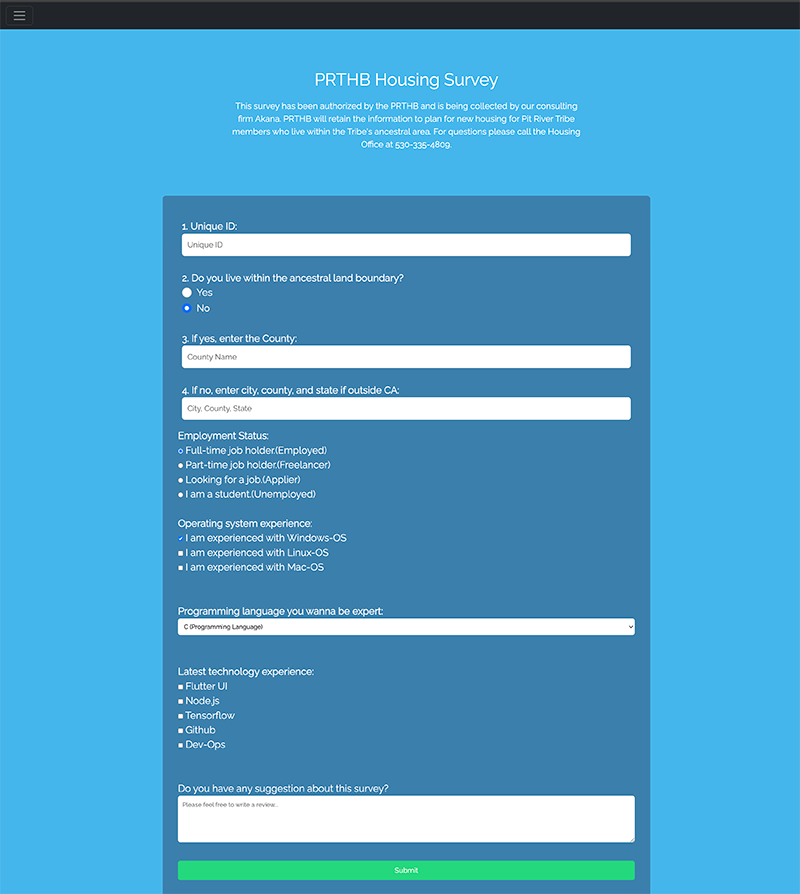 PRTHB Housing Survey
This survey has been authorized by the PRTHB and is being collected by our consulting
firm Akana. PRTHB will retain the information to plan for new housing for Pit River Tribe
members who live within the Tribe's ancestral area. For questions please call the Housing
Office at 530-335-4809.
1. Unique ID:
Unique ID
2. Do you live within the ancestral land boundary?
Yes
No
3. If yes, enter the County:
County Name
4. If no, enter city, county, and state if outside CA:
City, County, State
Employment Status:
Full-time job holder.(Employed)
Part-time job holder.(Freelancer)
Looking for a job.(Applier)
I am a student.(Unemployed)
Operating system experience:
I am experienced with Windows-OS
I am experienced with Linux-OS
I am experienced with Mac-OS
Programming language you wanna be expert:
C (Programming Language)
Latest technology experience:
Flutter UI
Node.js
Tensorflow
Github
Dev-Ops
Do you have any suggestion about this survey?
Please feel free to write a review...
Submit